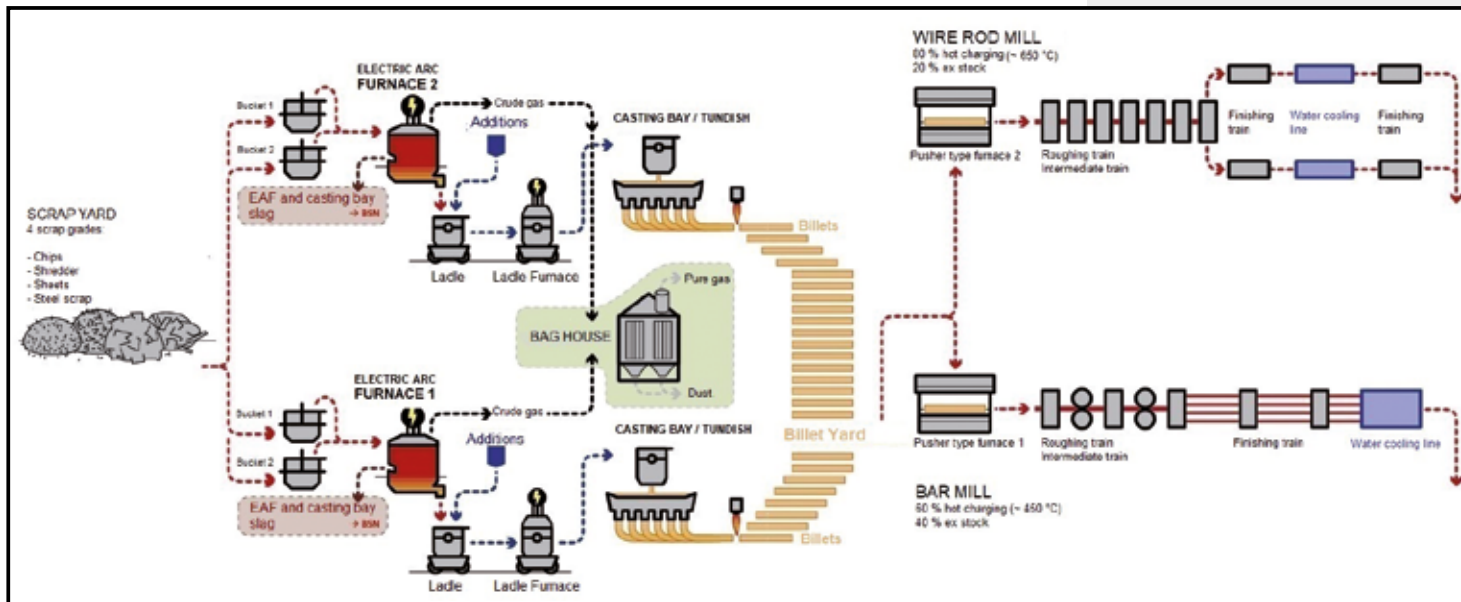 SCRAP YARD
4 scrap grades:
- Chips
- Shredder
- Sheets
- Steel scrap
Bucket 1
Bucket 2
ELECTRIC ARC
FURNACE 2
EAF and casting bay
slag
→ BSN
Crude gas
Additions
Ladle
Ladle Furnace
CASTING BAY / TUNDISH
Billets
BAG HOUSE
Pure gas
Dust
Bucket 1
Bucket 2
ELECTRIC ARC
FURNACE 1
EAF and casting bay
slag
→ BSN
Crude gas
Additions
Ladle
Ladle Furnace
CASTING BAY / TUNDISH
Billets
Billet Yard
WIRE ROD MILL
80 % hot charging (~ 650 °C)
20 % ex stock
Pusher type furnace 2
Roughing train
Intermediate train
Finishing
train
Water cooling
line
Finishing
train
Pusher type furnace 1
Roughing train
Intermediate train
Finishing train
Water cooling line
BAR MILL
60 % hot charging (~ 450 °C)
40 % ex stock